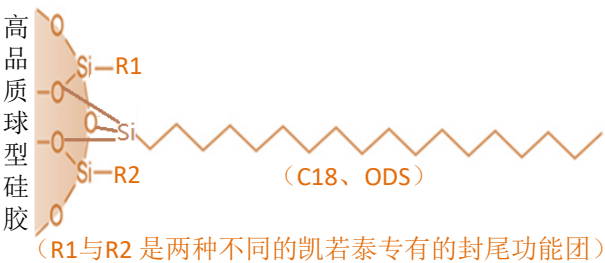 高品质球型硅胶
O
Si—R1
O
O
Si
O
Si—R2
O
（C18、ODS）
（R1与R2 是两种不同的凯若泰专有的封尾功能团）